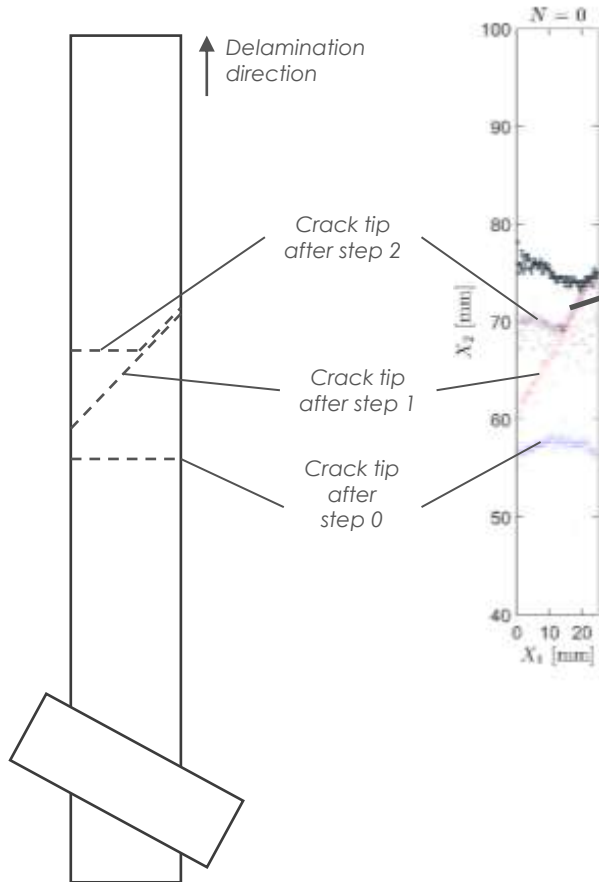 Delamination
direction
Crack tip
after step 2
Crack tip
after step 1
Crack tip
after
step 0
N = 0
100
90
80
70
60
50
40
X₂ [mm]
0 10 20
X₁ [mm]